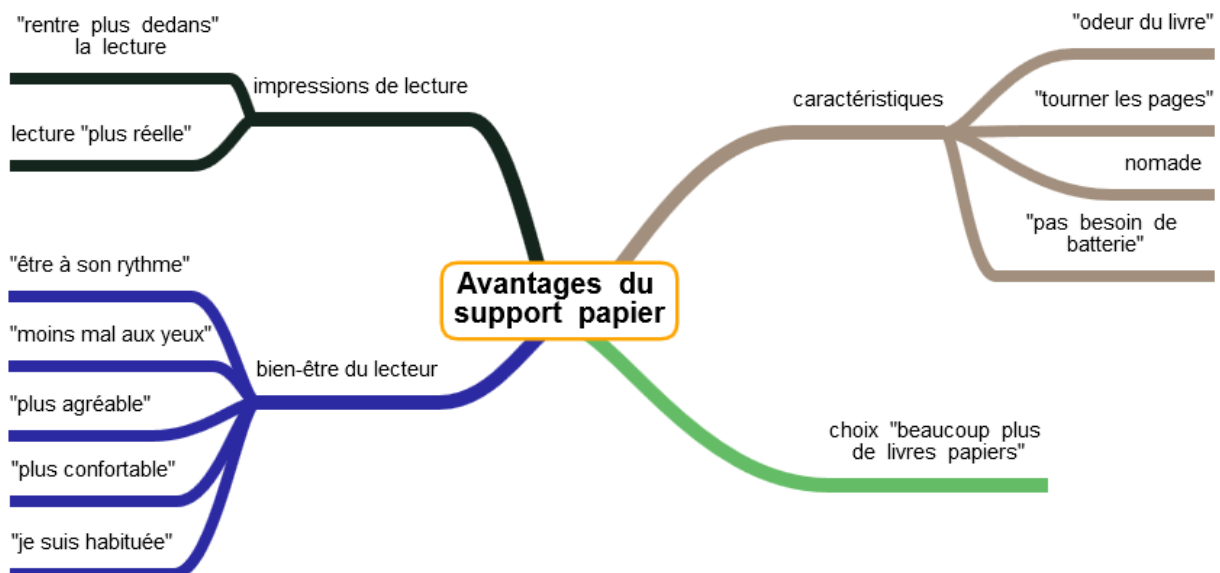 "rentre plus dedans"
la lecture
impressions de lecture
lecture "plus réelle"
"odeur du livre"
caractéristiques
"tourner les pages"
nomade
"pas besoin de
batterie"
Avantages du
support papier
"être à son rythme"
"moins mal aux yeux"
bien-être du lecteur
"plus agréable"
"plus confortable"
"je suis habituée"
choix "beaucoup plus
de livres papiers"